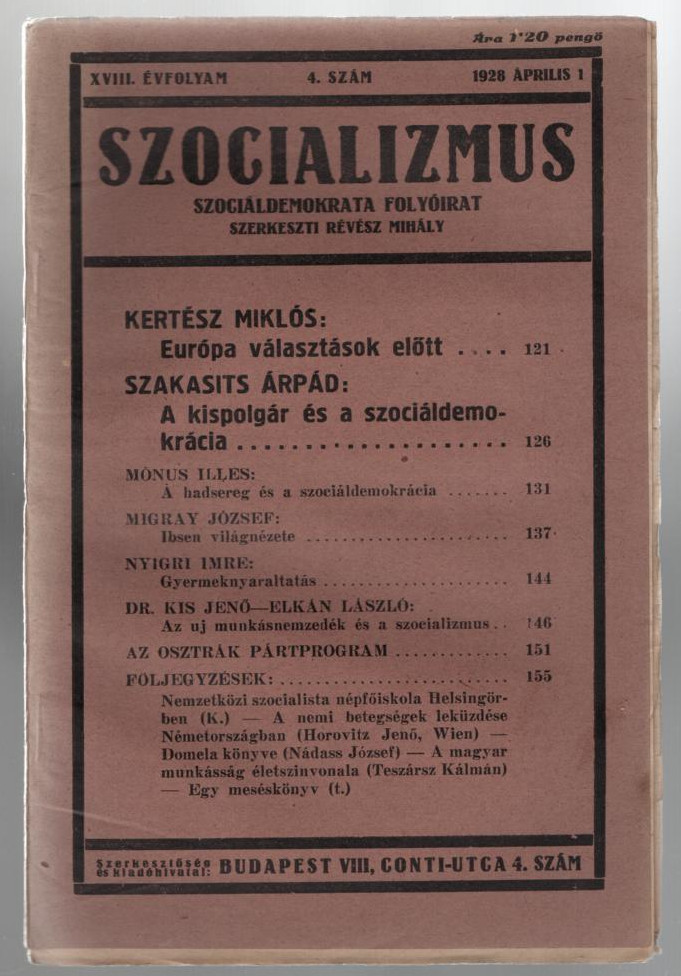 Ára 1·20 pengő
XVIII. ÉVFOLYAM 4. SZÁM 1928 ÁPRILIS 1
SZOCIALIZMUS
SZOCIÁLDEMOKRATA FOLYÓIRAT
SZERKESZTI RÉVÉSZ MIHÁLY
KERTÉSZ MIKLÓS:
Európa választások előtt .... 121
SZAKASITS ÁRPÁD:
A kispolgár és a szociáldemo-
krácia .................... 126
MÓNUS ILLÉS:
A hadsereg és a szociáldemokrácia ....... 131
MIGRAY JÓZSEF:
Ibsen világnézete ........................ 137
NYIGRI IMRE:
Gyermeknyaraltatás ..................... 144
DR. KIS JENŐ—ELKÁN LÁSZLÓ:
Az uj munkásnemzedék és a szocializmus .. 146
AZ OSZTRÁK PÁRTPROGRAM ............. 151
FÖLJEGYZÉSEK: .......................... 155
Nemzetközi szocialista népfőiskola Helsingör-
ben (K.) — A nemi betegségek leküzdése
Németországban (Horovitz Jenő, Wien) —
Domela könyve (Nádass József) — A magyar
munkásság életszinvonala (Teszársz Kálmán)
— Egy meséskönyv (t.)
Szerkesztőség
és kiadóhivatal: BUDAPEST VIII, CONTI-UTCA 4. SZÁM